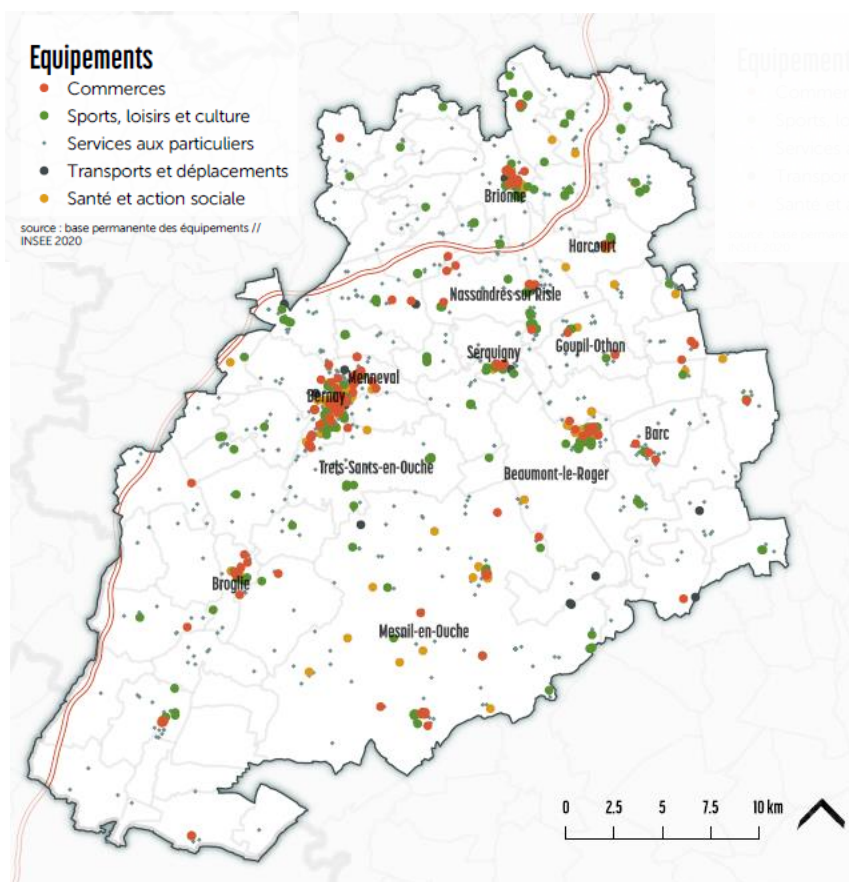 Equipements
Commerces
Sports, loisirs et culture
Services aux particuliers
Transports et déplacements
Santé et action sociale
source : base permanente des équipements //
INSEE 2020
Equipement
Brionne
Harcourt
Nassandres sur Risle
Serquigny
Goupil-Othon
Menneval
Bernay
Barc
Trets-Sants-en-Ouche
Beaumont-le-Roger
Broglie
Mesnil-en-Ouche
0 2.5 5 7.5 10 km